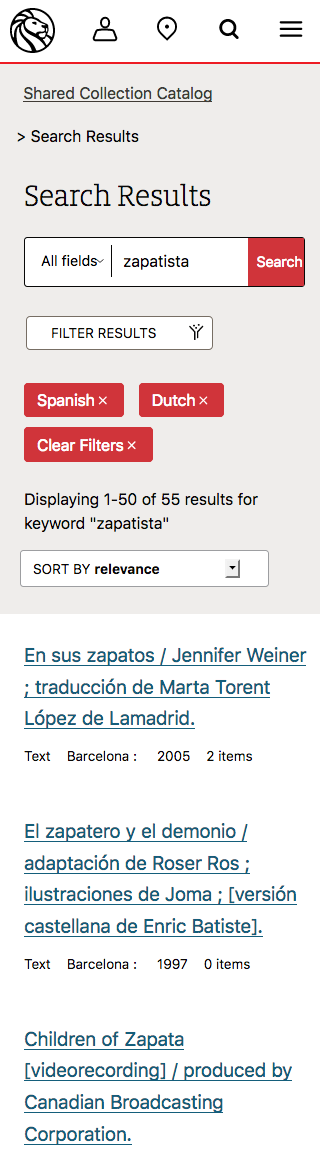 Shared Collection Catalog
> Search Results
Search Results
All fields zapatista Search
FILTER RESULTS
Spanish × Dutch ×
Clear Filters ×
Displaying 1-50 of 55 results for
keyword "zapatista"
SORT BY relevance
En sus zapatos / Jennifer Weiner
; traducción de Marta Torent
López de Lamadrid.
Text Barcelona : 2005 2 items
El zapatero y el demonio /
adaptación de Roser Ros ;
ilustraciones de Joma ; [versión
castellana de Enric Batiste].
Text Barcelona : 1997 0 items
Children of Zapata
[videorecording] / produced by
Canadian Broadcasting
Corporation.